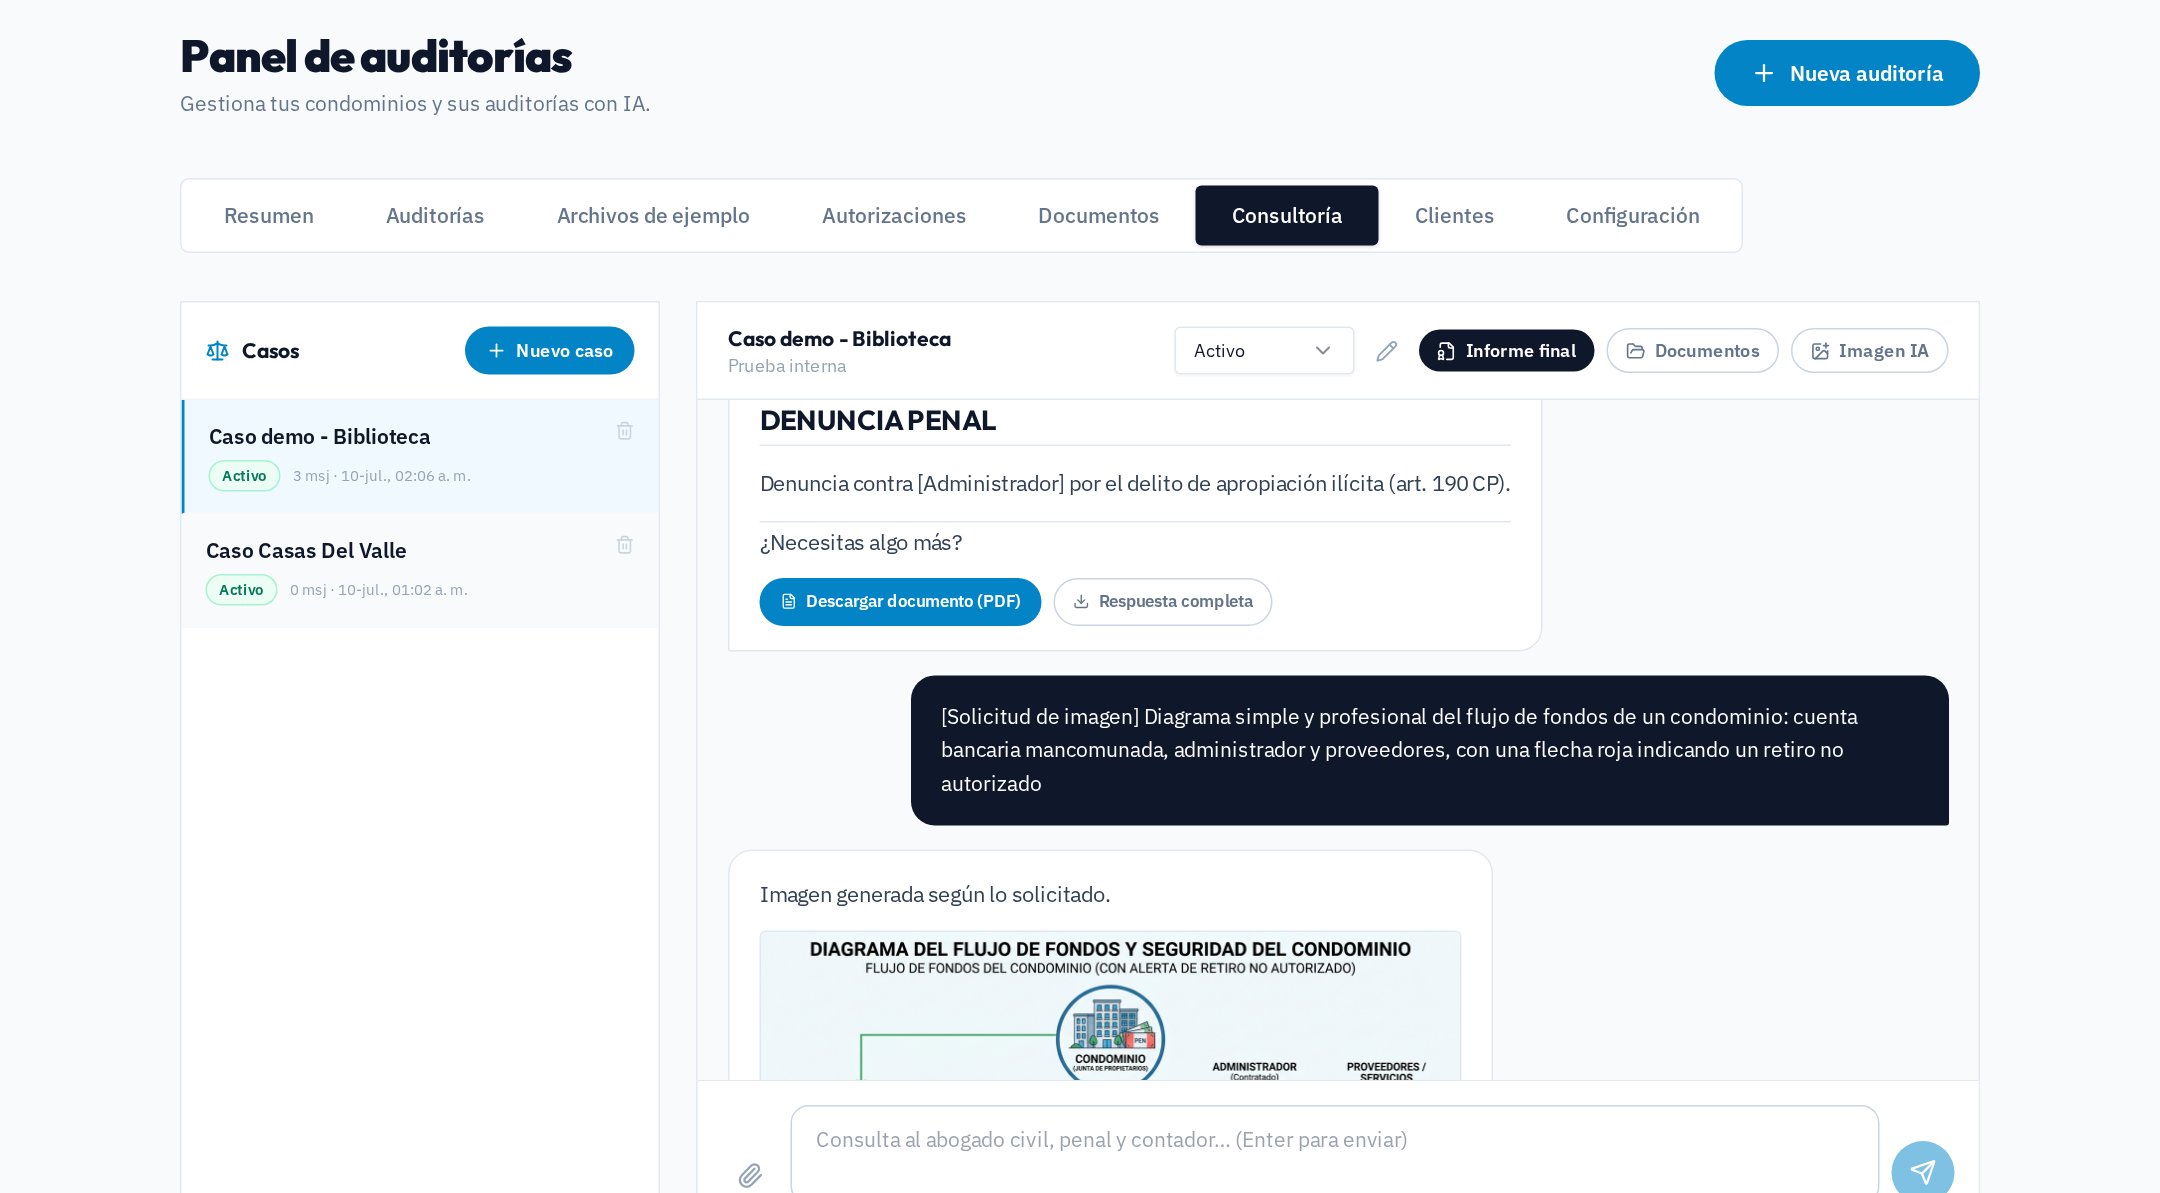 Panel de auditorías
Gestiona tus condominios y sus auditorías con IA.
Nueva auditoría
Resumen
Auditorías
Archivos de ejemplo
Autorizaciones
Documentos
Consultoría
Clientes
Configuración
Casos
Nuevo caso
Caso demo - Biblioteca
Activo
3 msj · 10-jul., 02:06 a. m.
Caso Casas Del Valle
Activo
0 msj · 10-jul., 01:02 a. m.
Caso demo - Biblioteca
Prueba interna
Activo
Informe final
Documentos
Imagen IA
DENUNCIA PENAL
Denuncia contra [Administrador] por el delito de apropiación ilícita (art. 190 CP).
¿Necesitas algo más?
Descargar documento (PDF)
Respuesta completa
[Solicitud de imagen] Diagrama simple y profesional del flujo de fondos de un condominio: cuenta
bancaria mancomunada, administrador y proveedores, con una flecha roja indicando un retiro no
autorizado
Imagen generada según lo solicitado.
DIAGRAMA DEL FLUJO DE FONDOS Y SEGURIDAD DEL CONDOMINIO
FLUJO DE FONDOS DEL CONDOMINIO (CON ALERTA DE RETIRO NO AUTORIZADO)
PEN
CONDOMINIO
(JUNTA DE PROPIETARIOS)
ADMINISTRADOR
(Contratado)
PROVEEDORES /
SERVICIOS
Consulta al abogado civil, penal y contador... (Enter para enviar)